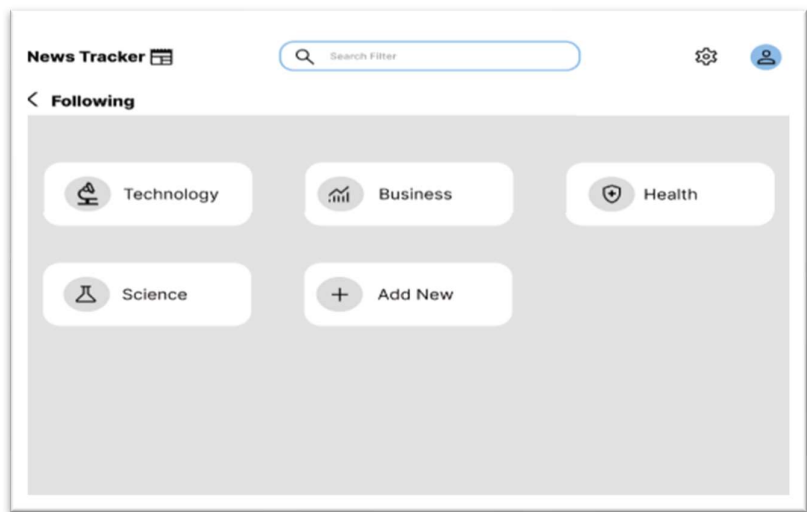 News Tracker
Search Filter
Following
Technology
Business
Health
Science
Add New